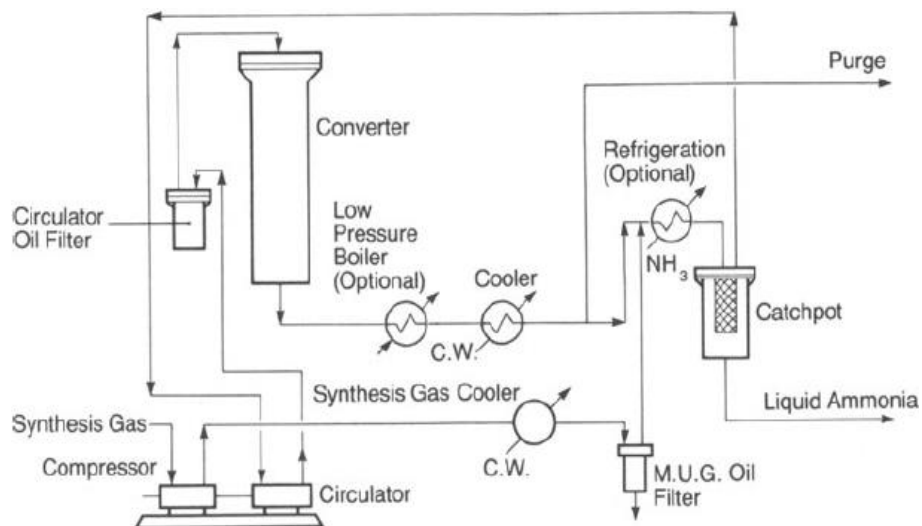 Purge
Converter
Refrigeration
(Optional)
Circulator
Oil Filter
Low
Pressure
Boiler
(Optional)
Cooler
NH3
Catchpot
C.W.
Synthesis Gas Cooler
Liquid Ammonia
Synthesis Gas
Compressor
C.W.
M.U.G. Oil
Filter
Circulator